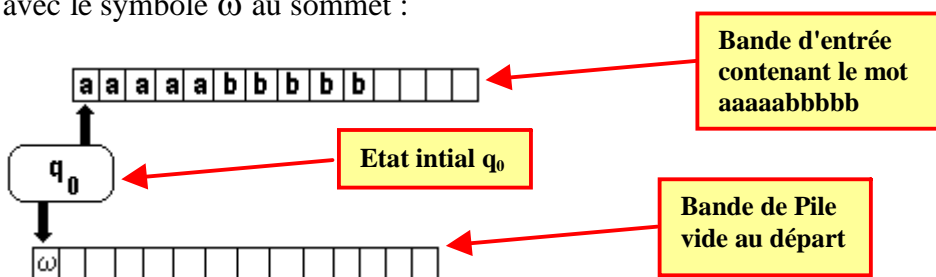 avec le symbole ω au sommet :
Bande d'entrée
contenant le mot
aaaaabbbbb
a a a a a b b b b b
q0
Etat intial q0
Bande de Pile
vide au départ
ω